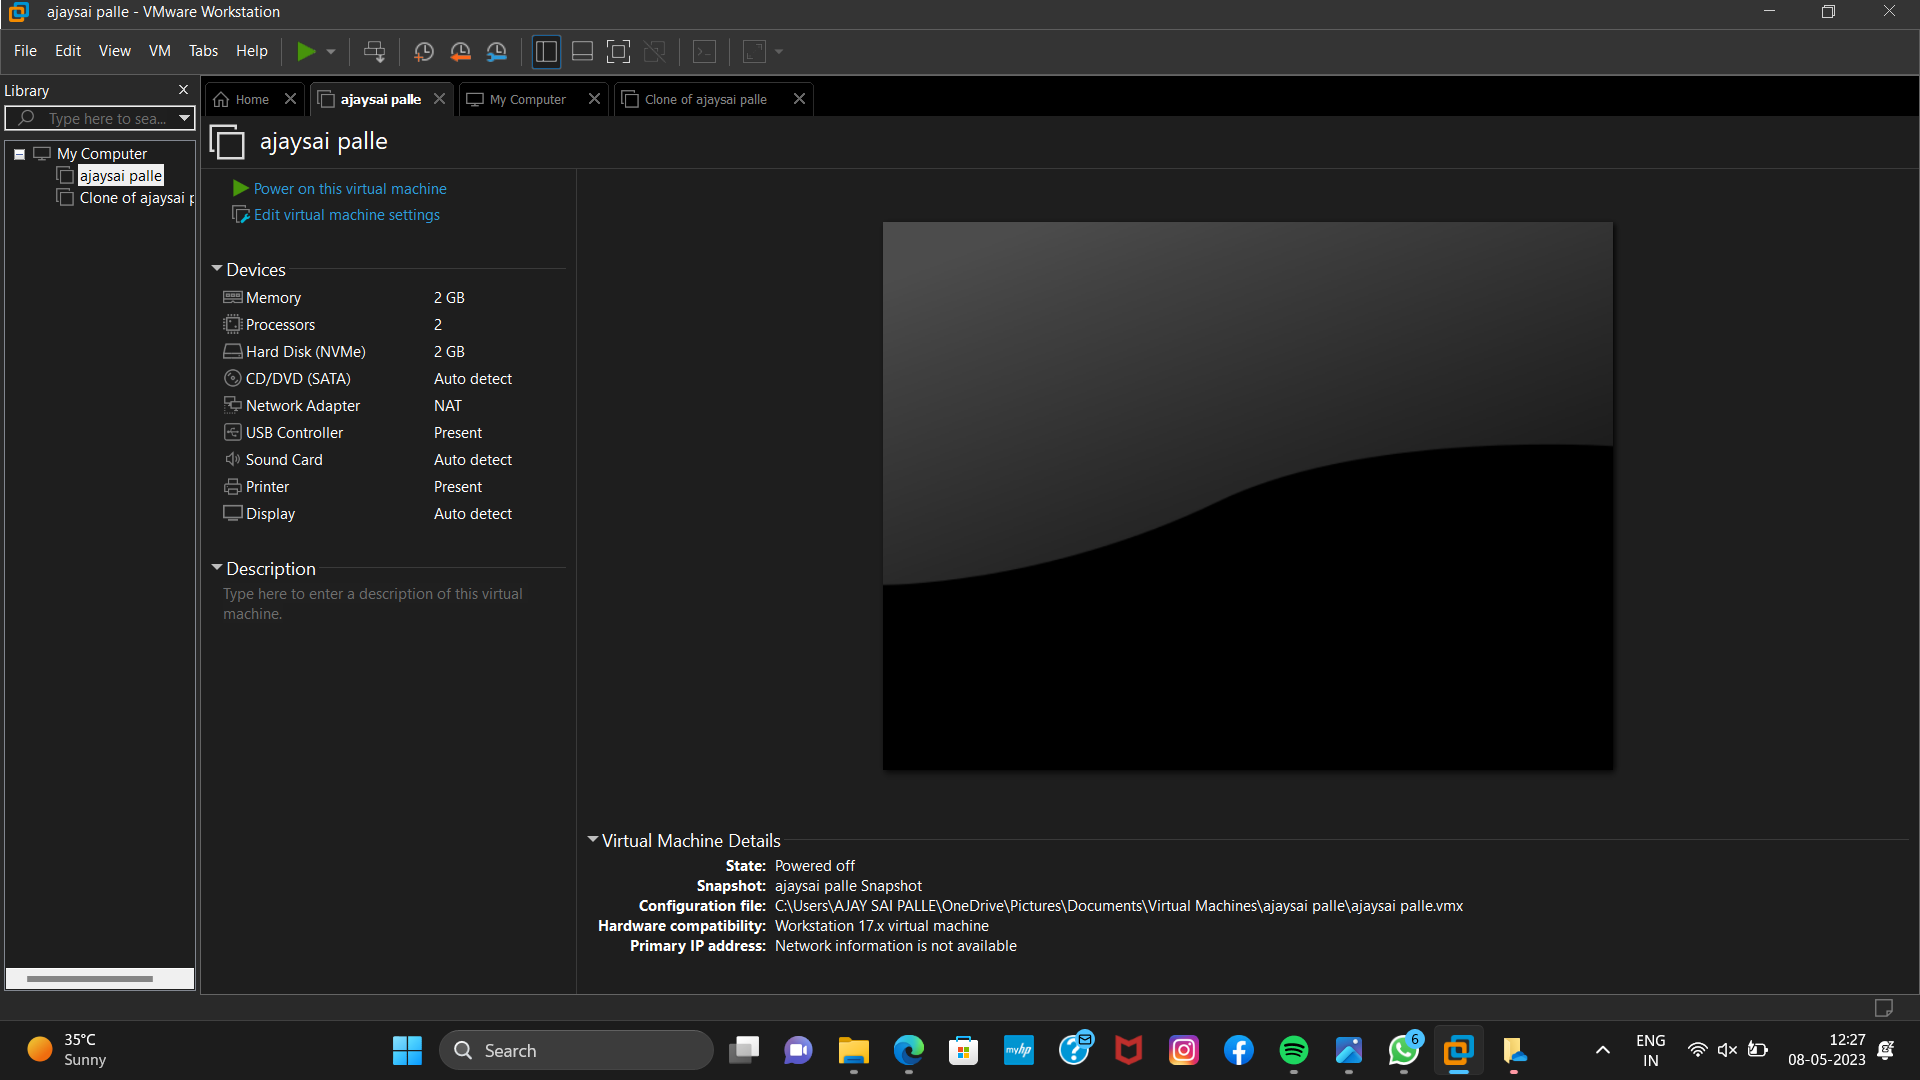 ajaysai palle - VMware Workstation
File Edit View VM Tabs Help
Library
Type here to sea...
My Computer
ajaysai palle
Clone of ajaysai p
Home
ajaysai palle
My Computer
Clone of ajaysai palle
ajaysai palle
Power on this virtual machine
Edit virtual machine settings
Devices
Memory 2 GB
Processors 2
Hard Disk (NVMe) 2 GB
CD/DVD (SATA) Auto detect
Network Adapter NAT
USB Controller Present
Sound Card Auto detect
Printer Present
Display Auto detect
Description
Type here to enter a description of this virtual
machine.
Virtual Machine Details
State: Powered off
Snapshot: ajaysai palle Snapshot
Configuration file: C:\Users\AJAY SAI PALLE\OneDrive\Pictures\Documents\Virtual Machines\ajaysai palle\ajaysai palle.vmx
Hardware compatibility: Workstation 17.x virtual machine
Primary IP address: Network information is not available
35°C
Sunny
Search
myhp
6
ENG
IN
12:27
08-05-2023